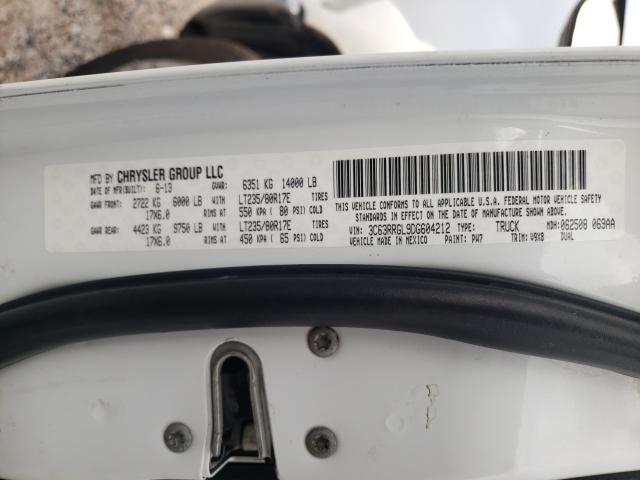 MFD BY CHRYSLER GROUP LLC
DATE OF MFR(BUILT): 6-13 GVWR: 6351 KG 14000 LB
GAWR FRONT: 2722 KG 6000 LB WITH LT235/80R17E TIRES
17X6.0 RIMS AT 550 KPA ( 80 PSI) COLD
GAWR REAR: 4423 KG 9750 LB WITH LT235/80R17E TIRES
17X6.0 RIMS AT 450 KPA ( 65 PSI) COLD
THIS VEHICLE CONFORMS TO ALL APPLICABLE U.S.A. FEDERAL MOTOR VEHICLE SAFETY
STANDARDS IN EFFECT ON THE DATE OF MANUFACTURE SHOWN ABOVE.
VIN: 3C63RRGL9DG604212 TYPE: TRUCK MDH: 062508 069AA
VEHICLE MADE IN MEXICO PAINT: PW7 TRIM: V9X8 DUAL